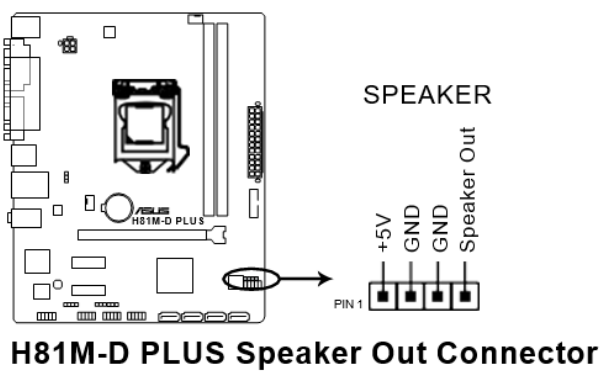 SPEAKER
+5V
GND
GND
Speaker Out
PIN 1
ASUS
H81M-D PLUS
H81M-D PLUS Speaker Out Connector